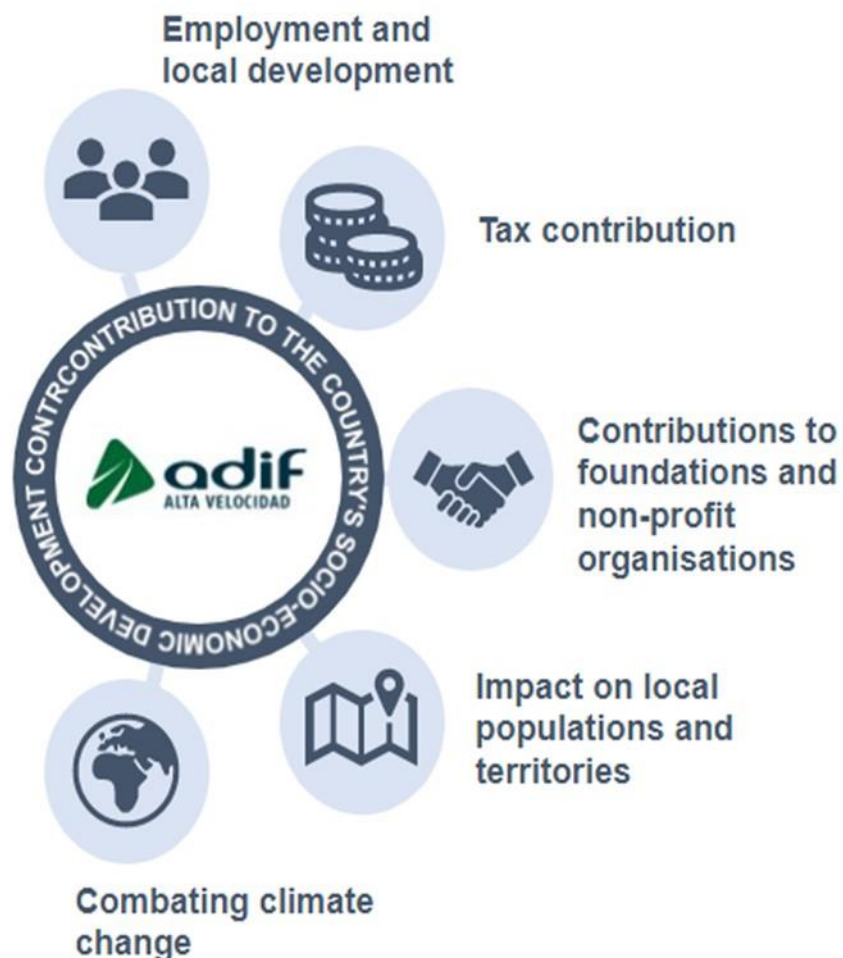 Employment and
local development
Tax contribution
CONTRCONTRIBUTION TO THE COUNTRY'S SOCIO-ECONOMIC DEVELOPMENT
adif
ALTA VELOCIDAD
Contributions to
foundations and
non-profit
organisations
Impact on local
populations and
territories
Combating climate
change